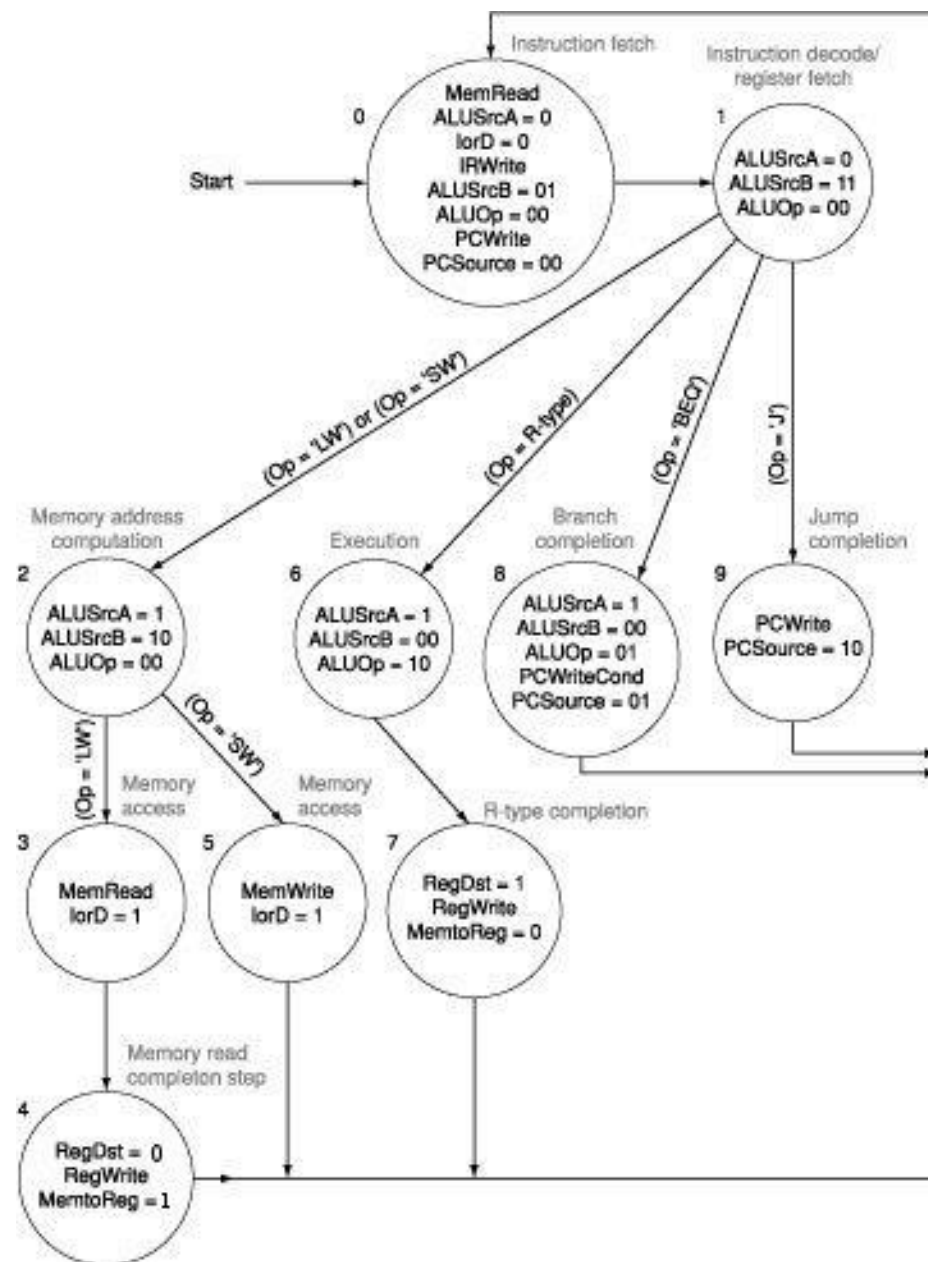 Instruction fetch
Instruction decode/
register fetch
0
MemRead
ALUSrcA = 0
IorD = 0
IRWrite
ALUSrcB = 01
ALUOp = 00
PCWrite
PCSource = 00
1
ALUSrcA = 0
ALUSrcB = 11
ALUOp = 00
Start
(Op = 'LW') or (Op = 'SW')
(Op = R-type)
(Op = 'BEQ')
(Op = 'J')
Memory address
computation
2
ALUSrcA = 1
ALUSrcB = 10
ALUOp = 00
Execution
6
ALUSrcA = 1
ALUSrcB = 00
ALUOp = 10
Branch
completion
8
ALUSrcA = 1
ALUSrcB = 00
ALUOp = 01
PCWriteCond
PCSource = 01
Jump
completion
9
PCWrite
PCSource = 10
(Op = 'LW')
(Op = 'SW')
Memory
access
3
MemRead
IorD = 1
Memory
access
5
MemWrite
IorD = 1
R-type completion
7
RegDst = 1
RegWrite
MemtoReg = 0
Memory read
completon step
4
RegDst = 0
RegWrite
MemtoReg = 1